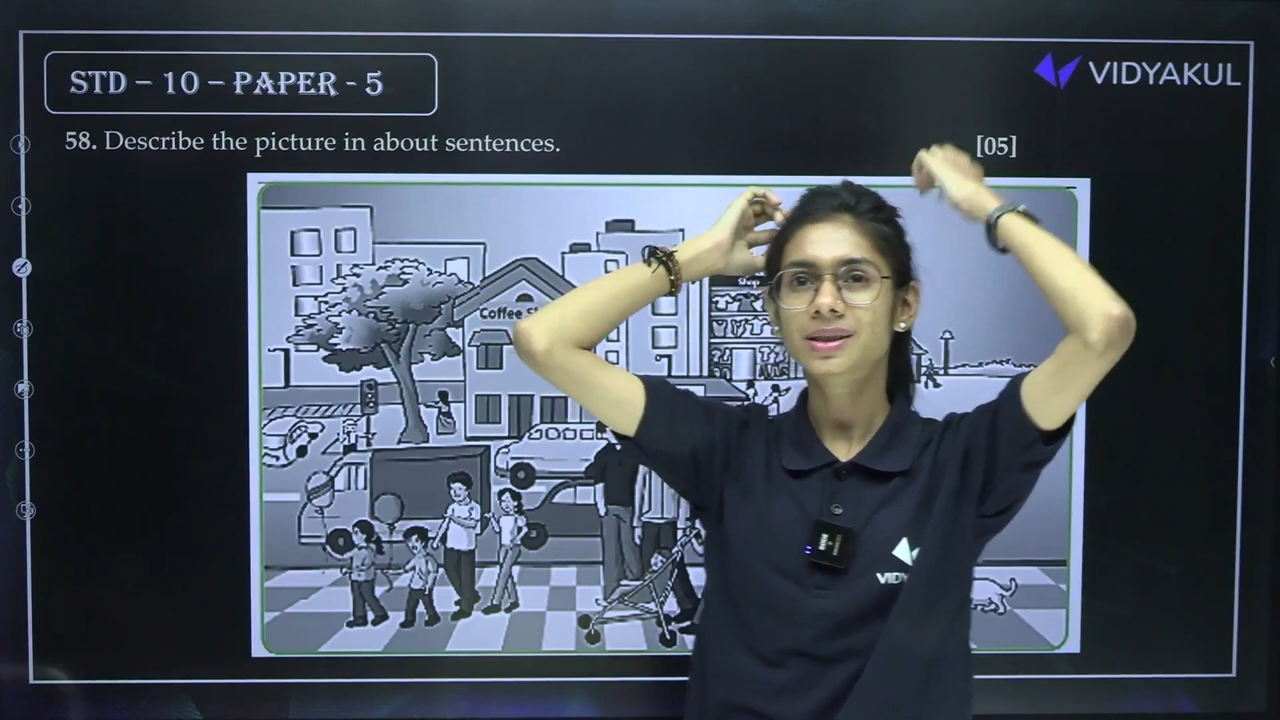 STD – 10 – PAPER - 5
VIDYAKUL
58. Describe the picture in about sentences.
[05]
Coffee